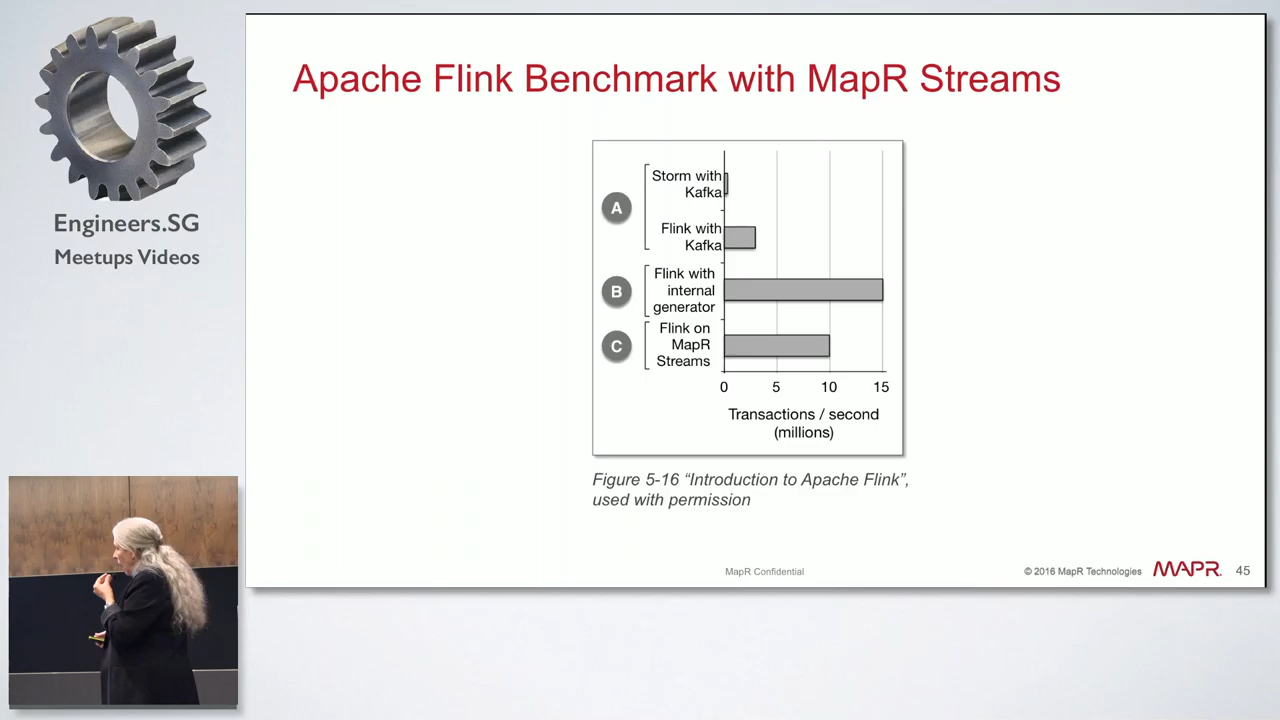 Apache Flink Benchmark with MapR Streams
Engineers.SG
Meetups Videos
A
Storm with
Kafka
Flink with
Kafka
B
Flink with
internal
generator
C
Flink on
MapR
Streams
0 5 10 15
Transactions / second
(millions)
Figure 5-16 “Introduction to Apache Flink”,
used with permission
MapR Confidential
© 2016 MapR Technologies MAPR. 45